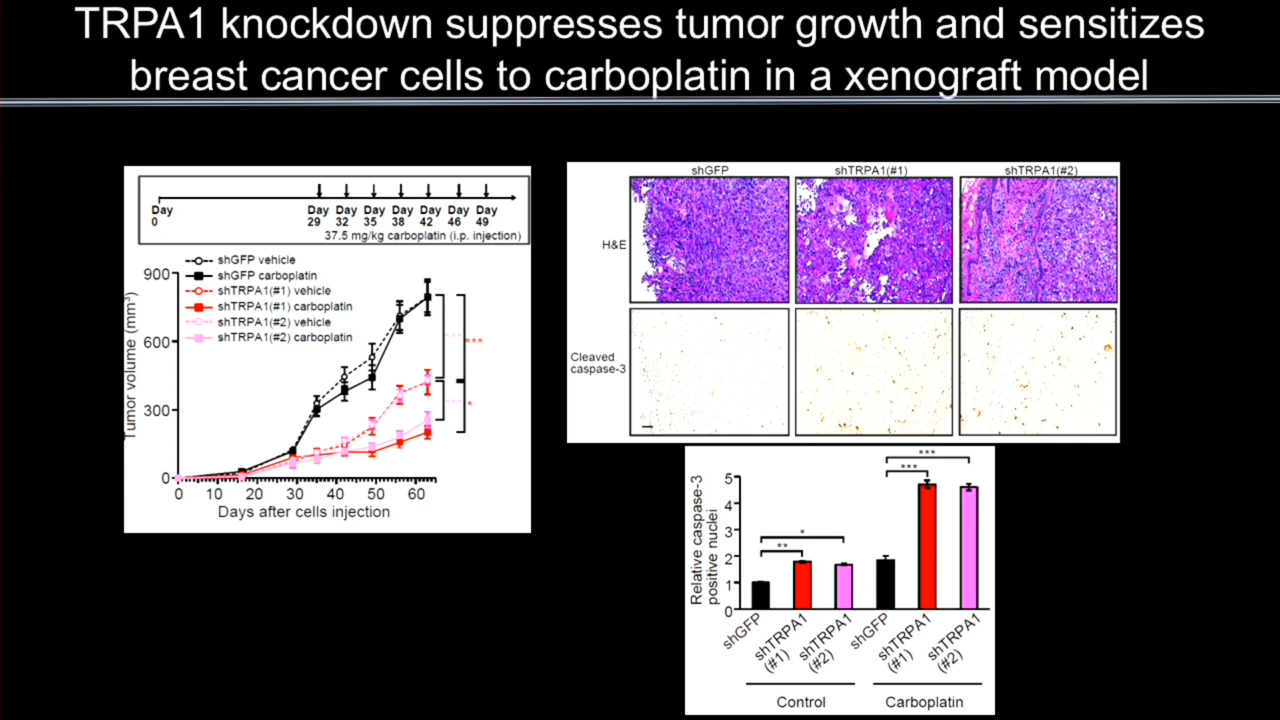 TRPA1 knockdown suppresses tumor growth and sensitizes
breast cancer cells to carboplatin in a xenograft model
Day Day Day Day Day Day Day Day
0 29 32 35 38 42 46 49
37.5 mg/kg carboplatin (i.p. injection)
shGFP vehicle
shGFP carboplatin
shTRPA1(#1) vehicle
shTRPA1(#1) carboplatin
shTRPA1(#2) vehicle
shTRPA1(#2) carboplatin
Tumor volume (mm³)
900
600
300
0
***
*
0 10 20 30 40 50 60
Days after cells injection
shGFP shTRPA1(#1) shTRPA1(#2)
H&E
Cleaved
caspase-3
Relative caspase-3
positive nuclei
5
4
3
2
1
0
**
*
***
***
shGFP
shTRPA1
(#1)
shTRPA1
(#2)
shGFP
shTRPA1
(#1)
shTRPA1
(#2)
Control Carboplatin